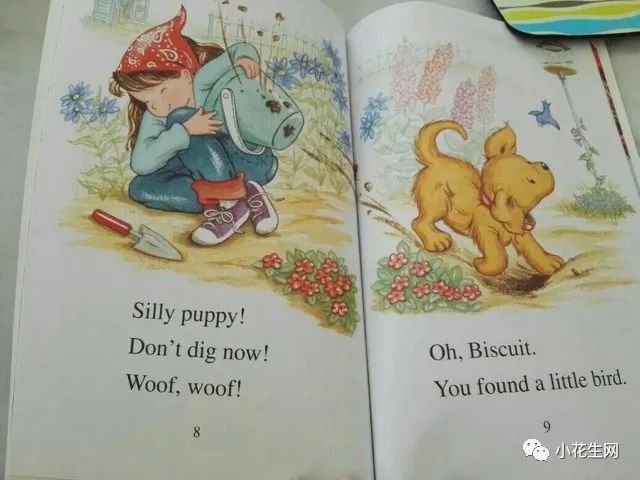 Silly puppy!
Don't dig now!
Woof, woof!
8
Oh, Biscuit.
You found a little bird.
9
小花生网